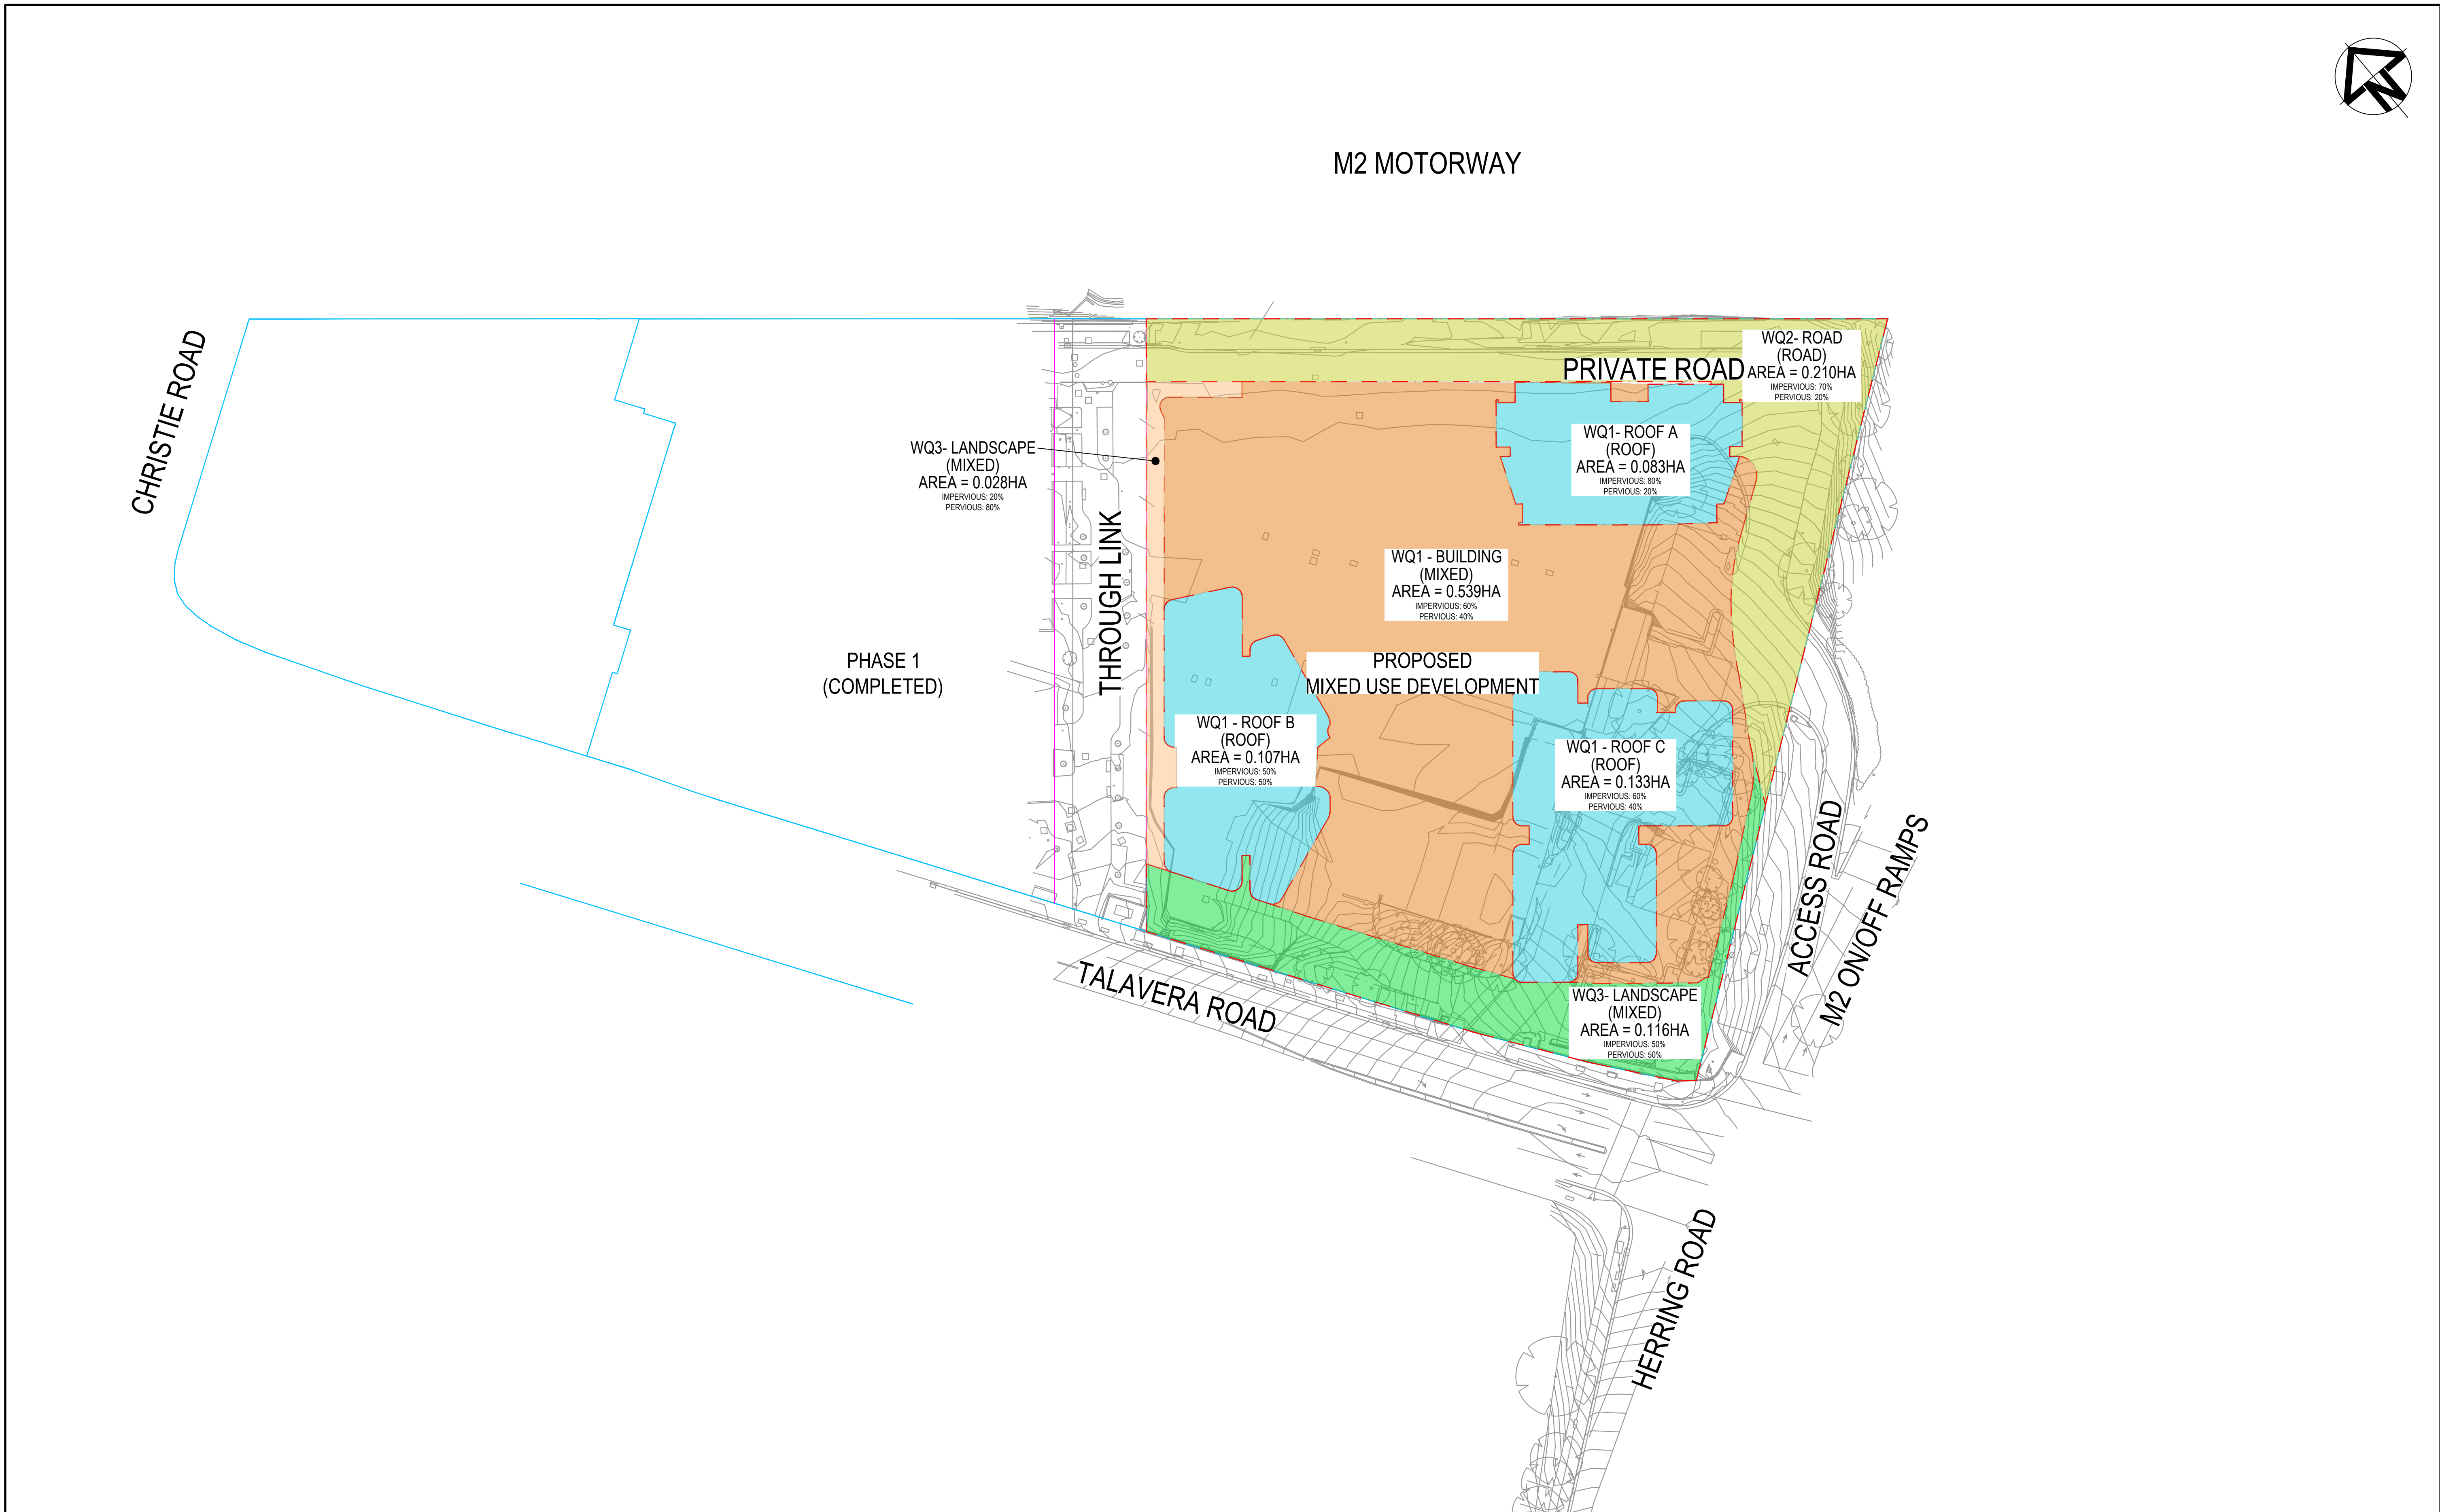 M2 MOTORWAY
CHRISTIE ROAD
WQ2- ROAD
(ROAD)
AREA = 0.210HA
IMPERVIOUS: 70%
PERVIOUS: 20%
PRIVATE ROAD
WQ1- ROOF A
(ROOF)
AREA = 0.083HA
IMPERVIOUS: 80%
PERVIOUS: 20%
WQ3- LANDSCAPE
(MIXED)
AREA = 0.028HA
IMPERVIOUS: 20%
PERVIOUS: 80%
THROUGH LINK
WQ1 - BUILDING
(MIXED)
AREA = 0.539HA
IMPERVIOUS: 60%
PERVIOUS: 40%
PHASE 1
(COMPLETED)
PROPOSED
MIXED USE DEVELOPMENT
WQ1 - ROOF B
(ROOF)
AREA = 0.107HA
IMPERVIOUS: 50%
PERVIOUS: 50%
WQ1 - ROOF C
(ROOF)
AREA = 0.133HA
IMPERVIOUS: 60%
PERVIOUS: 40%
ACCESS ROAD
M2 ON/OFF RAMPS
TALAVERA ROAD
WQ3- LANDSCAPE
(MIXED)
AREA = 0.116HA
IMPERVIOUS: 50%
PERVIOUS: 50%
HERRING ROAD